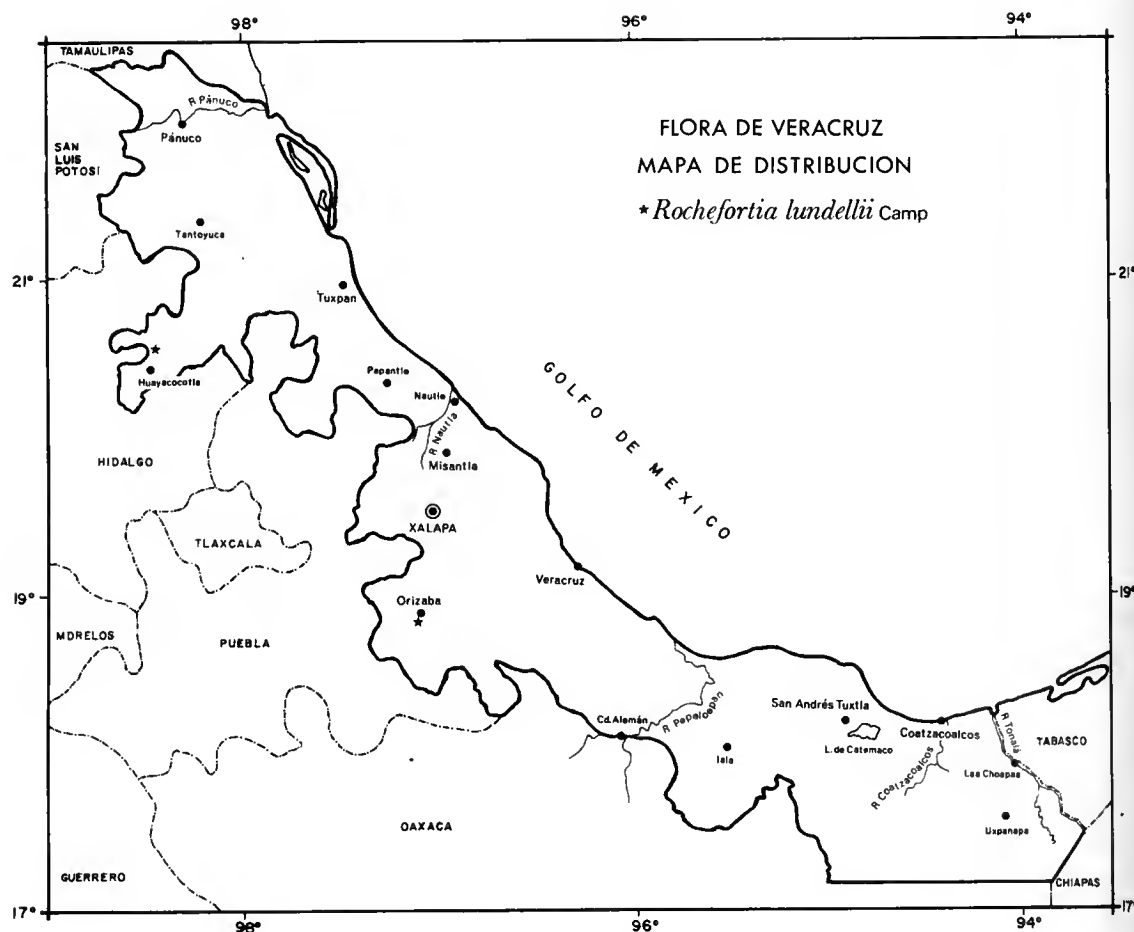 98° 96° 94°
TAMAULIPAS
R Pánuco
Pánuco
SAN
LUIS
POTOSÍ
FLORA DE VERACRUZ
MAPA DE DISTRIBUCION
★ Rochefortia lundellii Camp
Tantoyuca
21° 21°
Tuxpan
Huayacocotla
Papantle
Nautle
R Nautla
GOLFO DE MEXICO
HIDALGO
Misantla
XALAPA
TLAXCALA
Veracruz
19° 19°
Orizaba
MORELOS
PUEBLA
San Andrés Tuxtla
Cd. Alemán
R Papaloapan
L. de Catemaco
Coatzacoalcos
R Tonalá
TABASCO
Isla
R Coatzacoalcos
Las Choapas
Uxpanapa
OAXACA
GUERRERO
CHIAPAS
17° 17°
98° 96° 94°